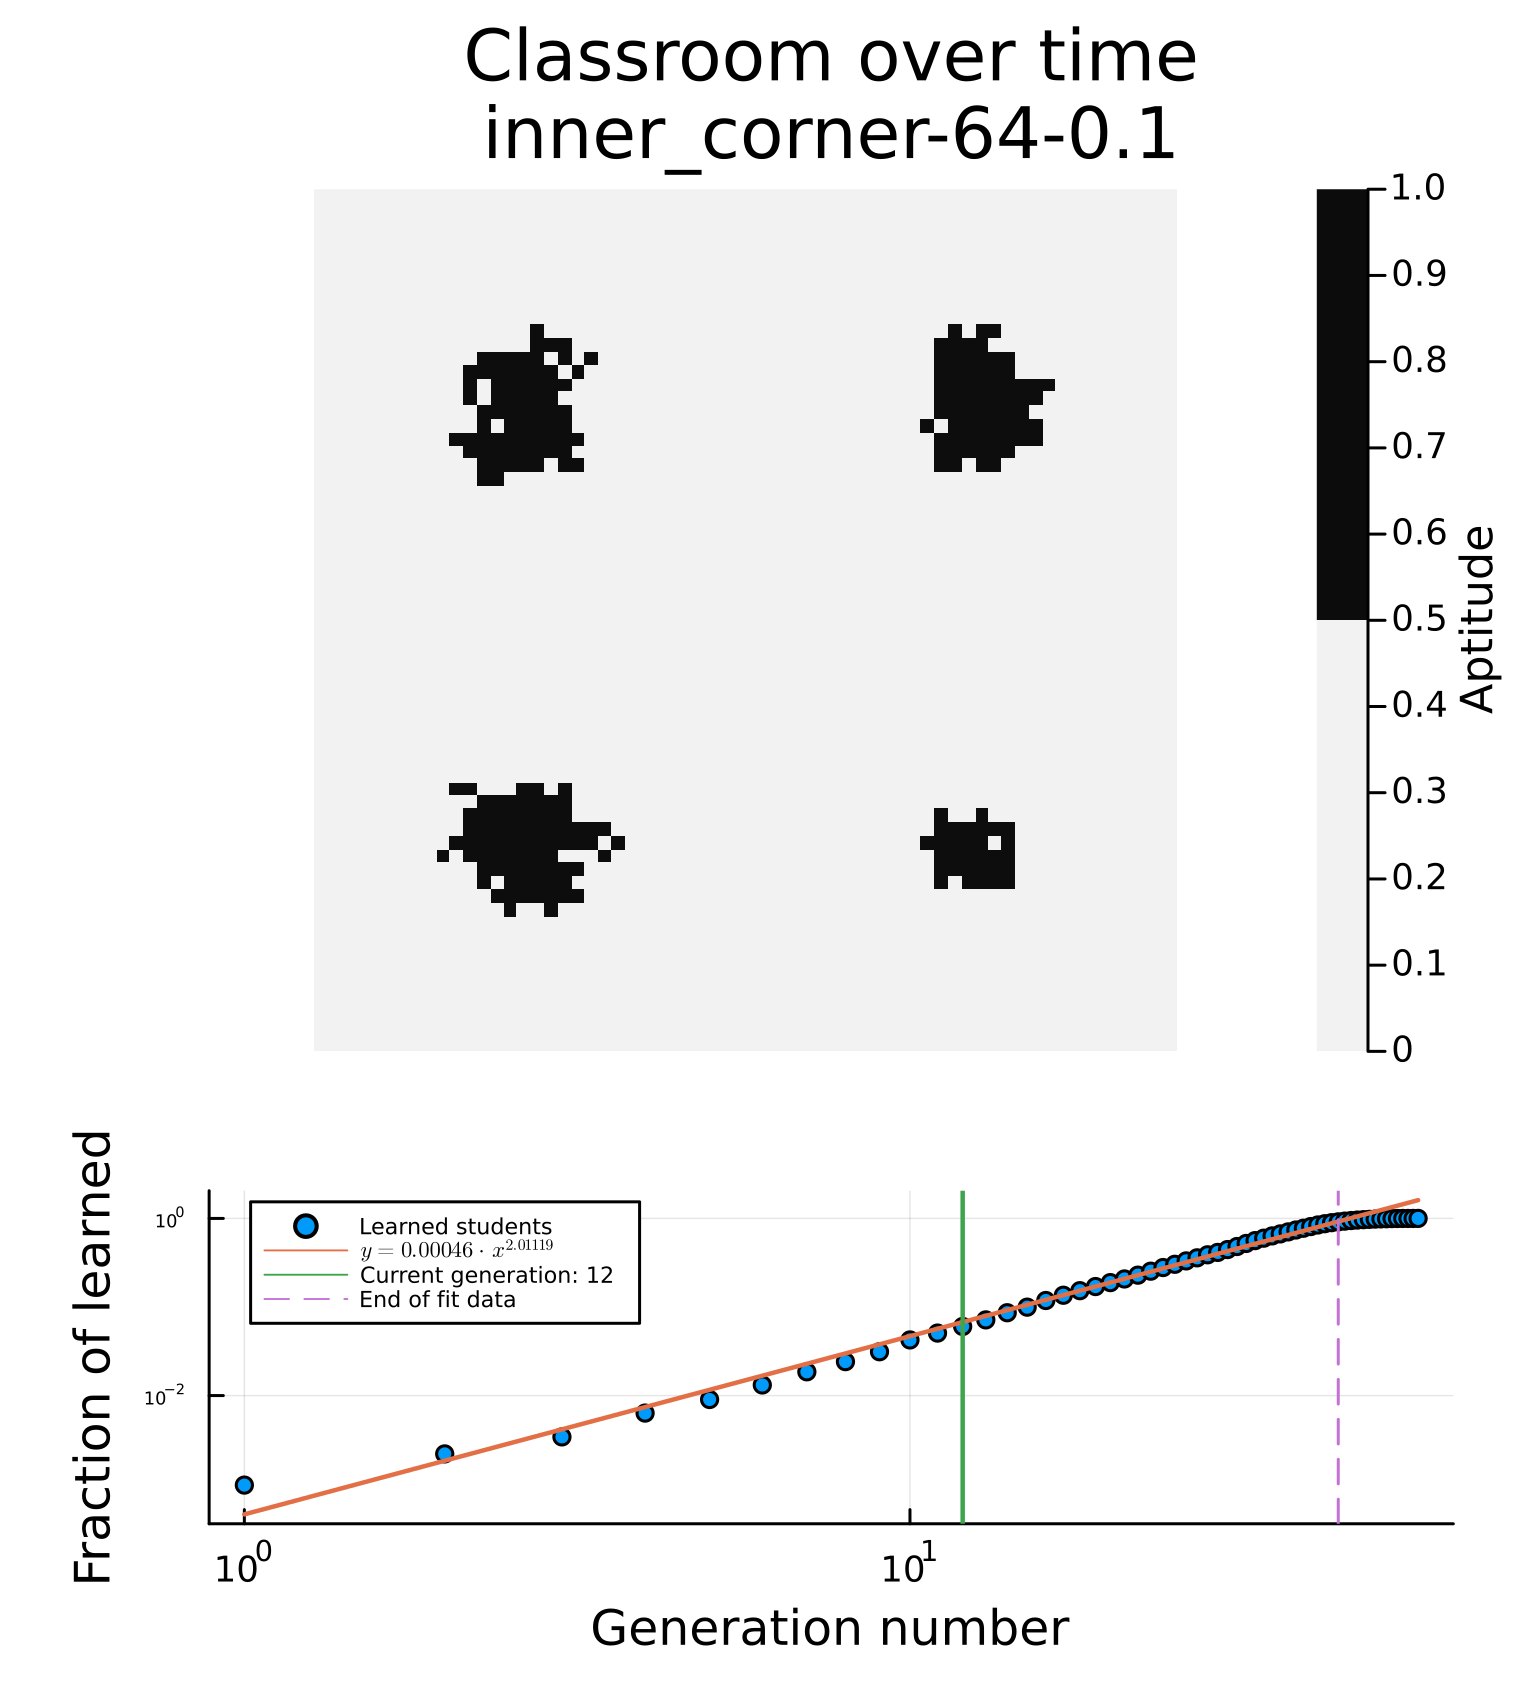 Classroom over time
inner_corner-64-0.1
1.0
0.9
0.8
0.7
0.6
0.5
0.4
0.3
0.2
0.1
0
Aptitude
Fraction of learned
10^0
10^-2
Learned students
y = 0.00046 · x^2.01119
Current generation: 12
End of fit data
10^0
10^1
Generation number